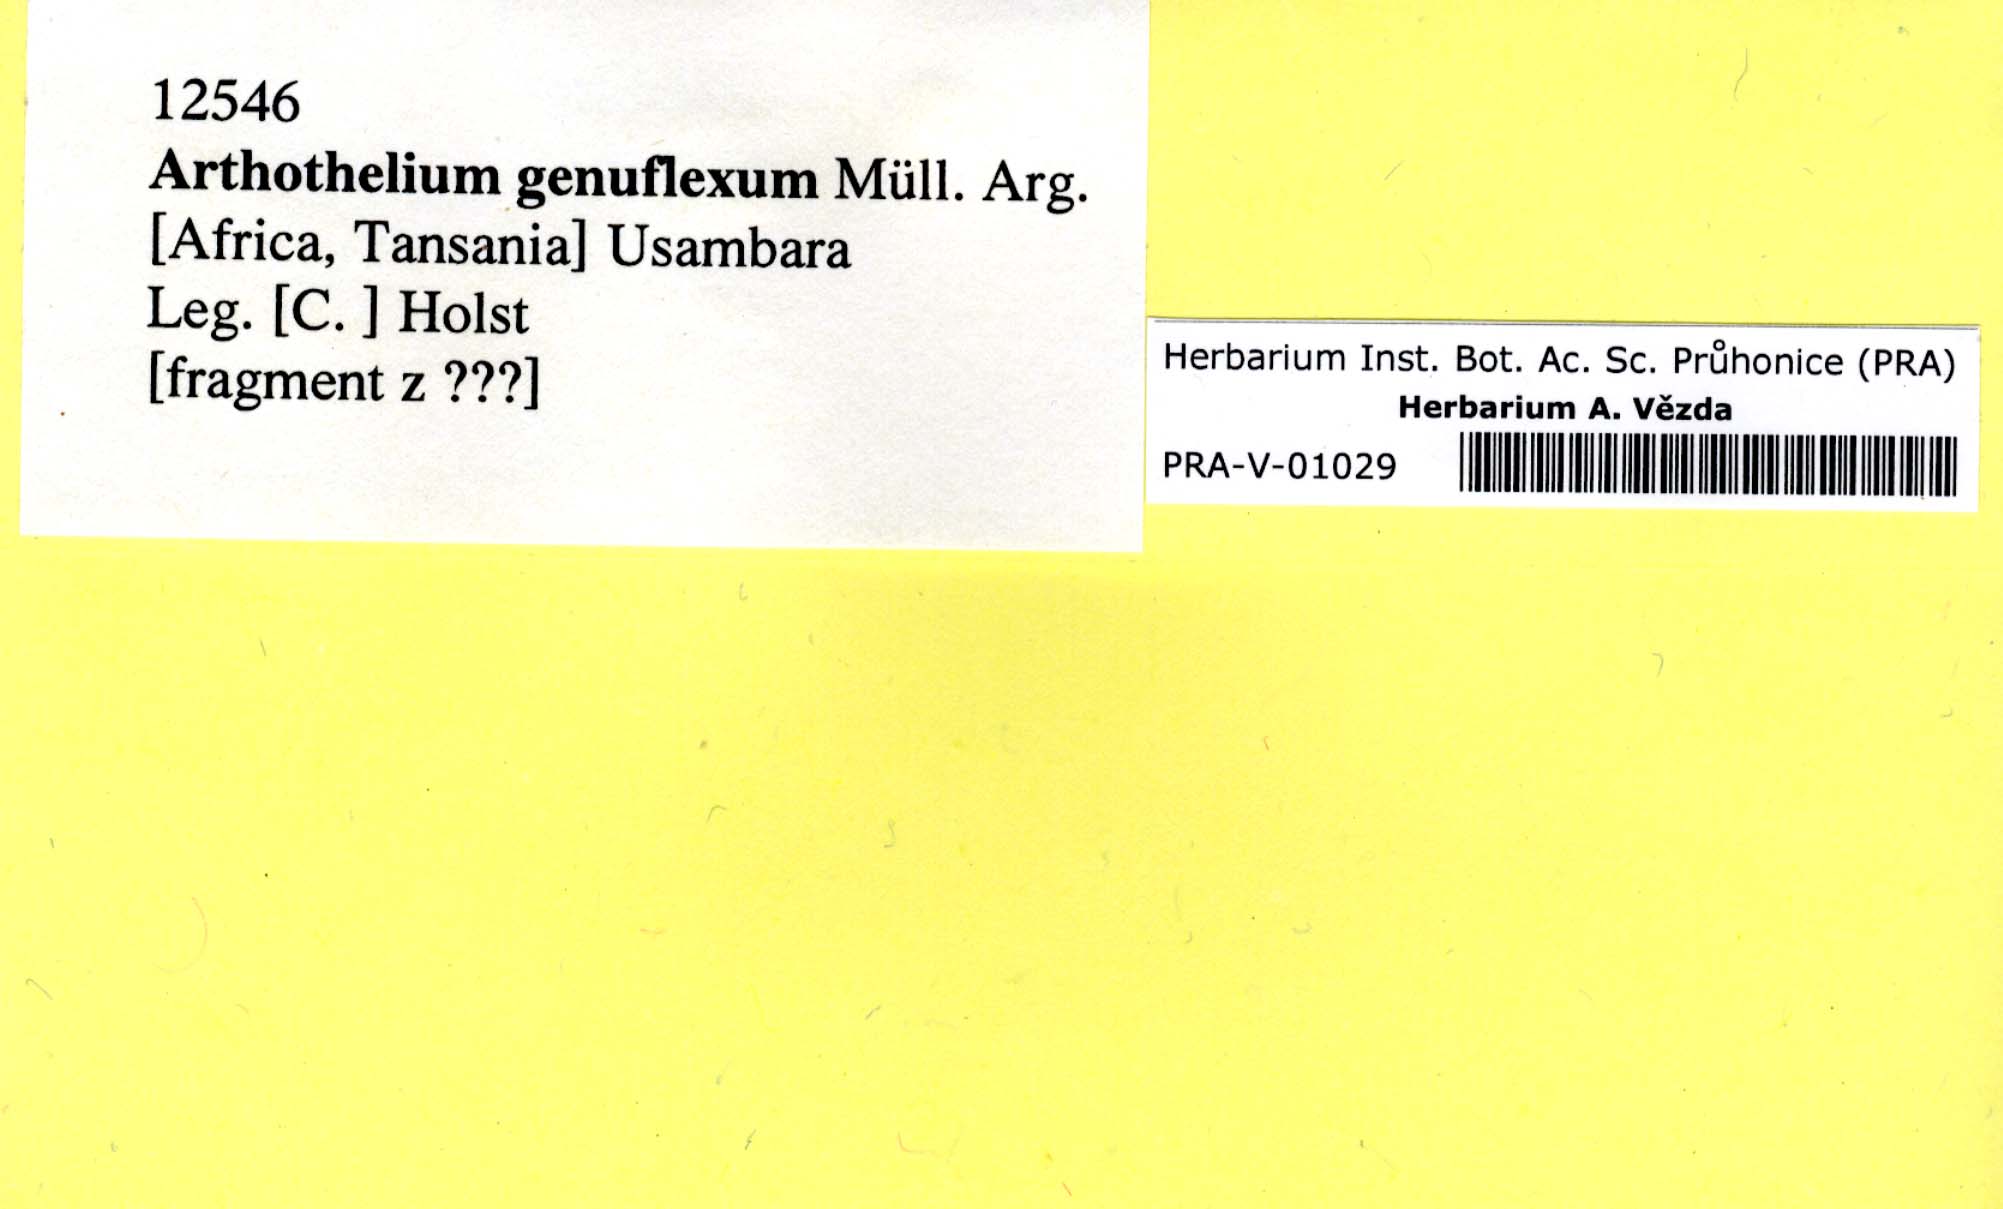 12546
Arthothelium genuflexum Müll. Arg.
[Africa, Tansania] Usambara
Leg. [C. ] Holst
[fragment z ???]
Herbarium Inst. Bot. Ac. Sc. Průhonice (PRA)
Herbarium A. Vězda
PRA-V-01029